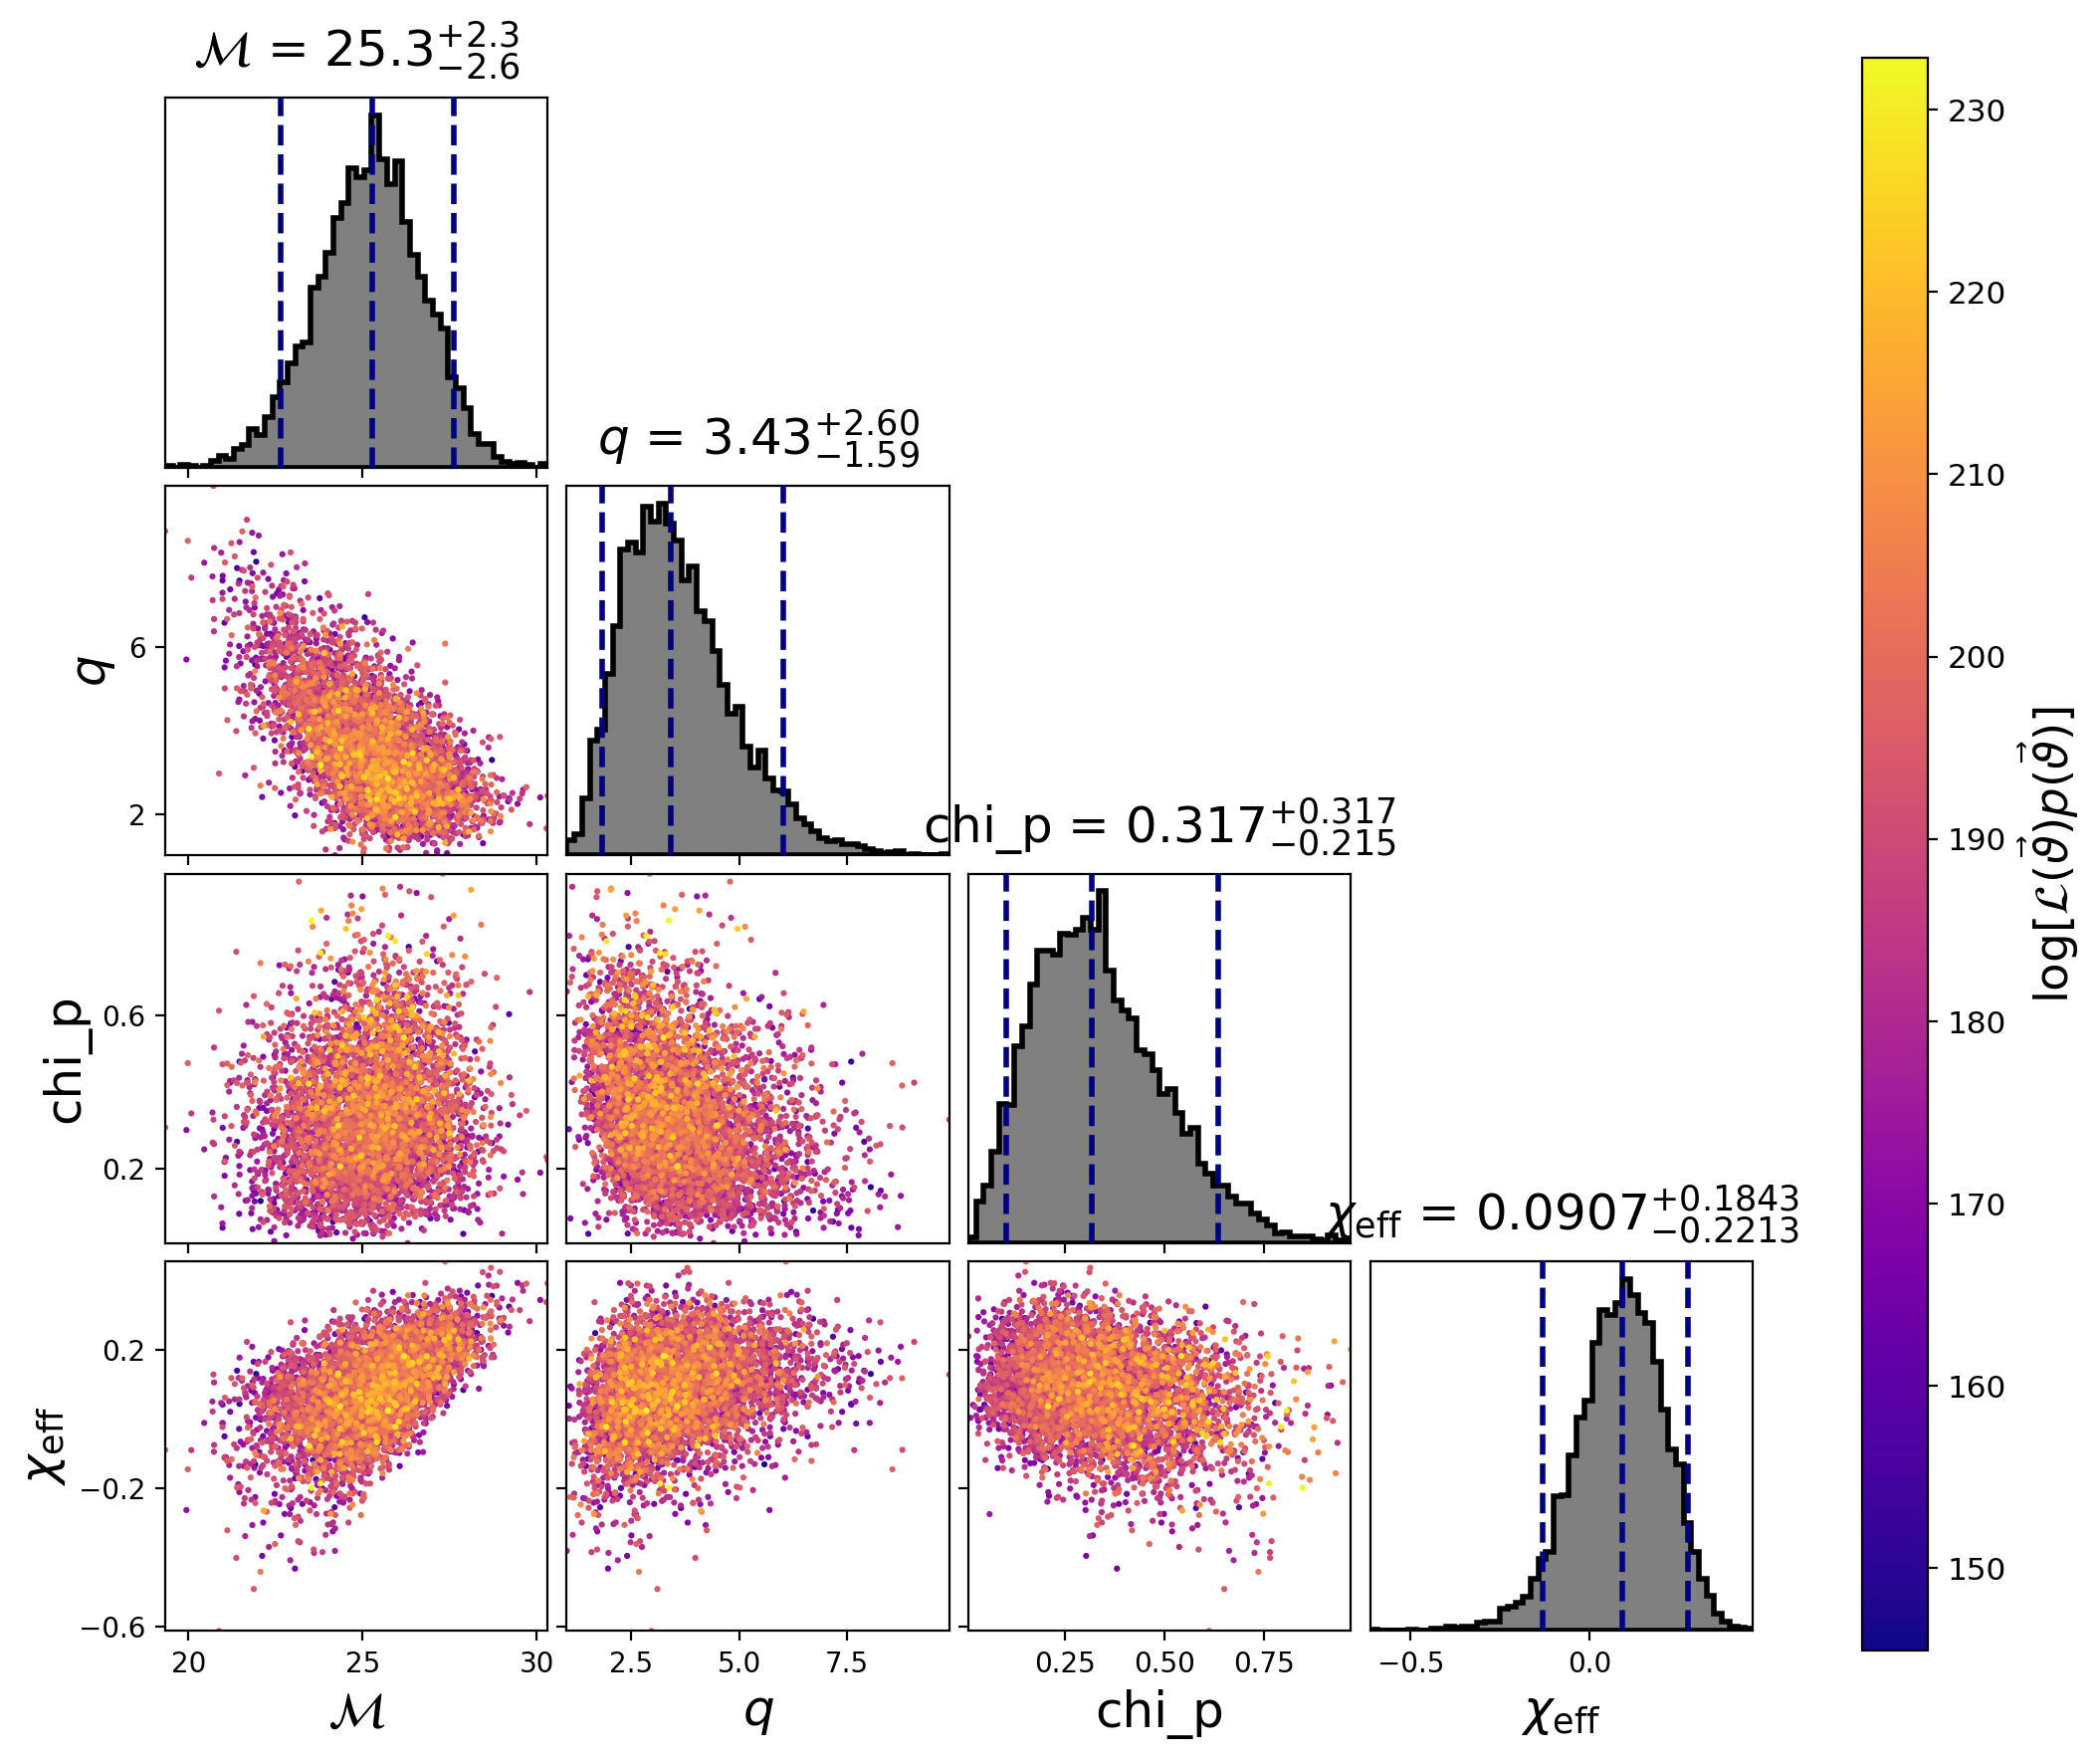 ℳ = 25.3 +2.3 −2.6
q = 3.43 +2.60 −1.59
chi_p = 0.317 +0.317 −0.215
χeff = 0.0907 +0.1843 −0.2213
q
6
2
chi_p
0.6
0.2
χeff
0.2
−0.2
−0.6
20 25 30
2.5 5.0 7.5
0.25 0.50 0.75
−0.5 0.0
ℳ
q
chi_p
χeff
230
220
210
200
190
180
170
160
150
log[ℒ(ϑ⃗)p(ϑ⃗)]